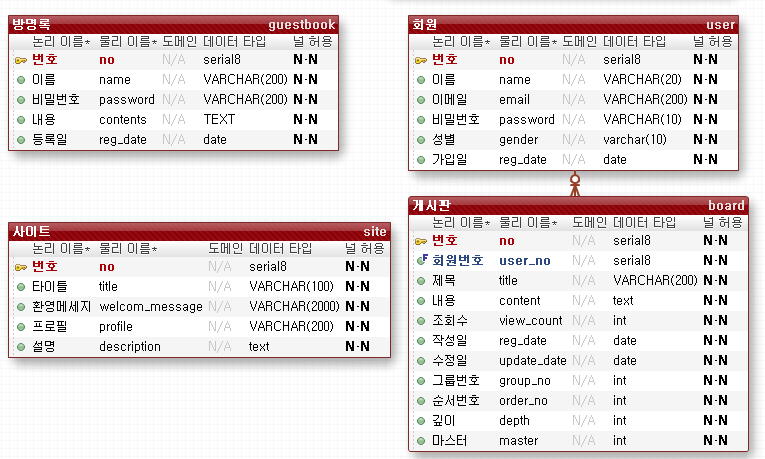 방명록 guestbook
논리 이름* 물리 이름* 도메인 데이터 타입 널 허용
번호 no N/A serial8 N-N
이름 name N/A VARCHAR(200) N-N
비밀번호 password N/A VARCHAR(200) N-N
내용 contents N/A TEXT N-N
등록일 reg_date N/A date N-N
회원 user
논리 이름* 물리 이름* 도메인 데이터 타입 널 허용
번호 no N/A serial8 N-N
이름 name N/A VARCHAR(20) N-N
이메일 email N/A VARCHAR(200) N-N
비밀번호 password N/A VARCHAR(10) N-N
성별 gender N/A varchar(10) N-N
가입일 reg_date N/A date N-N
사이트 site
논리 이름* 물리 이름* 도메인 데이터 타입 널 허용
번호 no N/A serial8 N-N
타이틀 title N/A VARCHAR(100) N-N
환영메세지 welcom_message N/A VARCHAR(2000) N-N
프로필 profile N/A VARCHAR(200) N-N
설명 description N/A text N-N
게시판 board
논리 이름* 물리 이름* 도메인 데이터 타입 널 허용
번호 no N/A serial8 N-N
F 회원번호 user_no N/A serial8 N-N
제목 title N/A VARCHAR(200) N-N
내용 content N/A text N-N
조회수 view_count N/A int N-N
작성일 reg_date N/A date N-N
수정일 update_date N/A date N-N
그룹번호 group_no N/A int N-N
순서번호 order_no N/A int N-N
깊이 depth N/A int N-N
마스터 master N/A int N-N